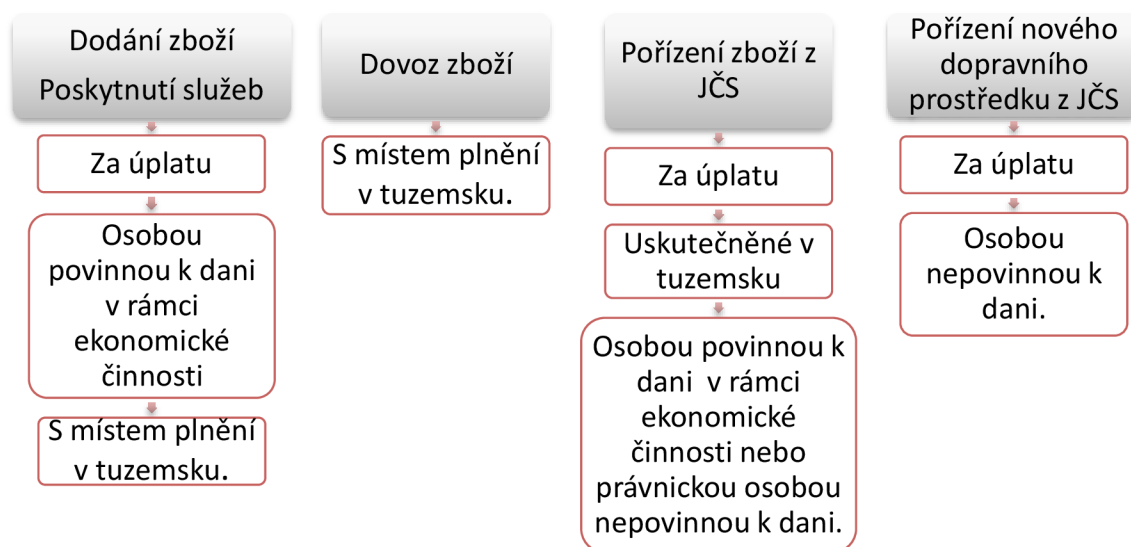 Dodání zboží
Poskytnutí služeb
Za úplatu
Osobou
povinnou k dani
v rámci
ekonomické
činnosti
S místem plnění
v tuzemsku.
Dovoz zboží
S místem plnění
v tuzemsku.
Pořízení zboží z
JČS
Za úplatu
Uskutečněné v
tuzemsku
Osobou povinnou k
dani v rámci
ekonomické
činnosti nebo
právnickou osobou
nepovinnou k dani.
Pořízení nového
dopravního
prostředku z JČS
Za úplatu
Osobou
nepovinnou k
dani.